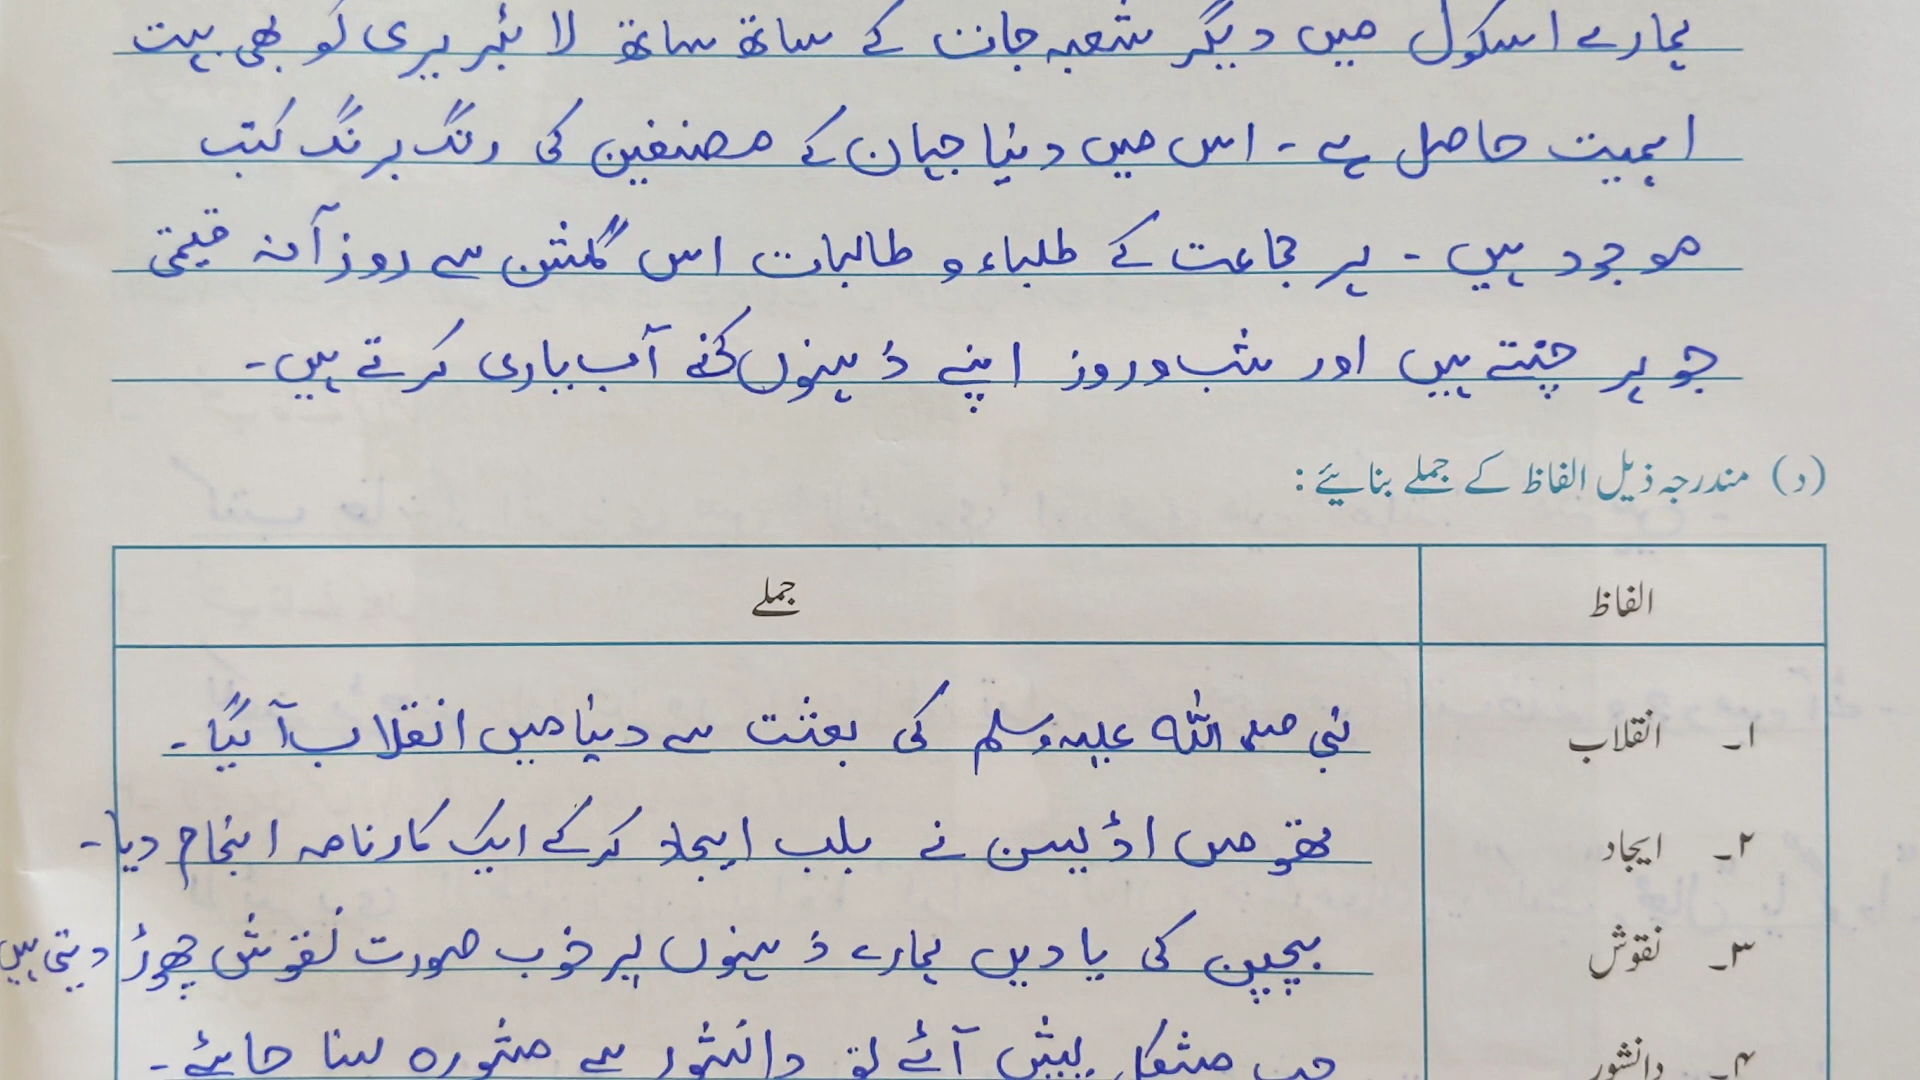 ہمارے اسکول میں دیگر شعبہ جات کے ساتھ ساتھ لائبریری کو بھی بہت
اہمیت حاصل ہے۔ اس میں دنیا جہان کے مصنفین کی رنگ برنگ کتب
موجود ہیں۔ ہر جماعت کے طلباء و طالبات اس گلشن سے روز آنہ قیمتی
جوہر چنتے ہیں اور شب و روز اپنے ذہنوں کی آب یاری کرتے ہیں۔
(د) مندرجہ ذیل الفاظ کے جملے بنائیے:
الفاظ جملے
۱۔ انقلاب نبی صلی اللہ علیہ وسلم کی بعثت سے دنیا میں انقلاب آ گیا۔
۲۔ ایجاد تھومس اڈیسن نے بلب ایجاد کرکے ایک کارنامہ انجام دیا۔
۳۔ نقوش بچپن کی یادیں ہمارے ذہنوں پر خوب صورت نقوش چھوڑ دیتی ہیں
۴۔ دانشور جب مشکل پیش آئے تو دانشور سے مشورہ لینا چاہئے۔